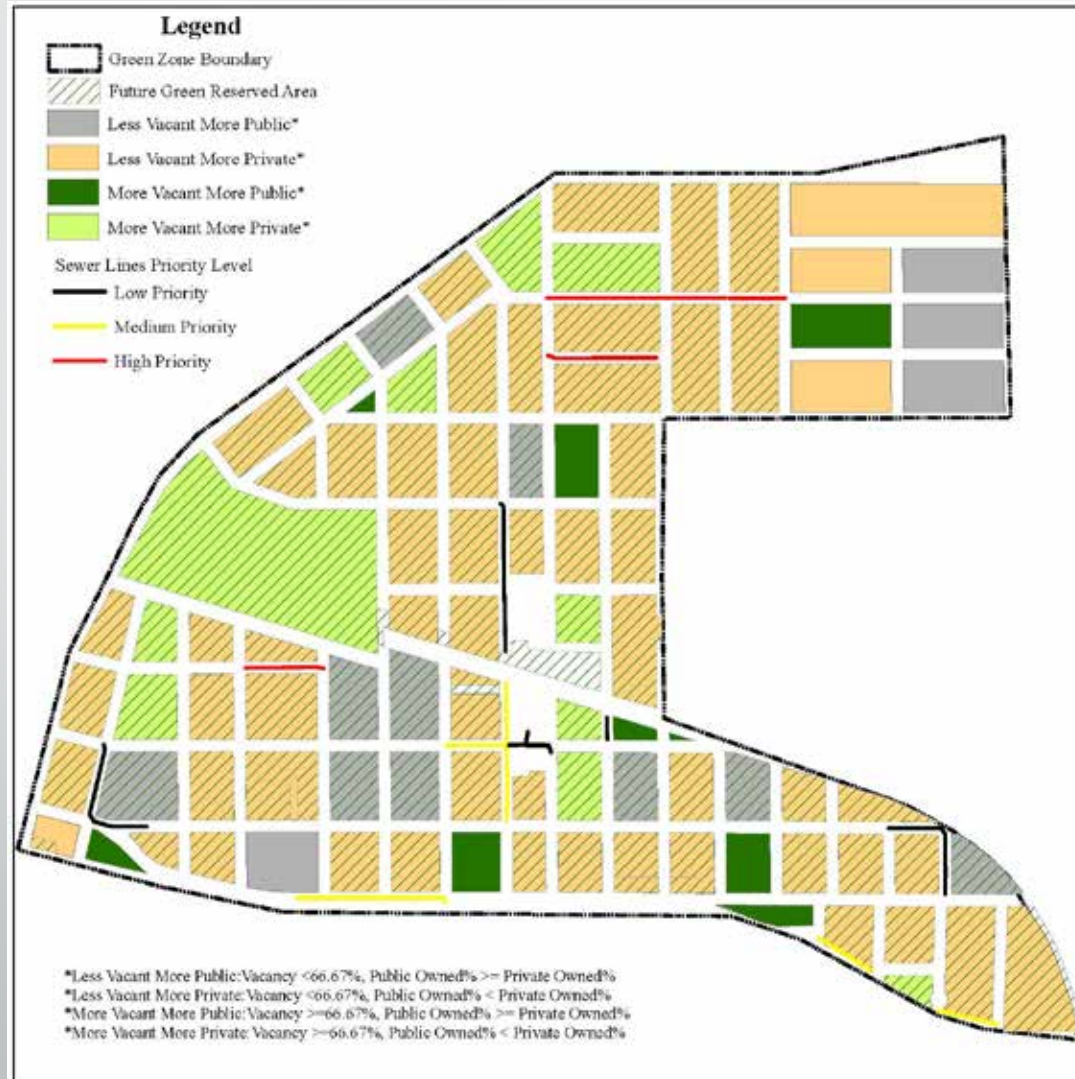 Legend
Green Zone Boundary
Future Green Reserved Area
Less Vacant More Public*
Less Vacant More Private*
More Vacant More Public*
More Vacant More Private*
Sewer Lines Priority Level
Low Priority
Medium Priority
High Priority
*Less Vacant More Public:Vacancy <66.67%, Public Owned% >= Private Owned%
*Less Vacant More Private:Vacancy <66.67%, Public Owned% < Private Owned%
*More Vacant More Public:Vacancy >=66.67%, Public Owned% >= Private Owned%
*More Vacant More Private:Vacancy >=66.67%, Public Owned% < Private Owned%